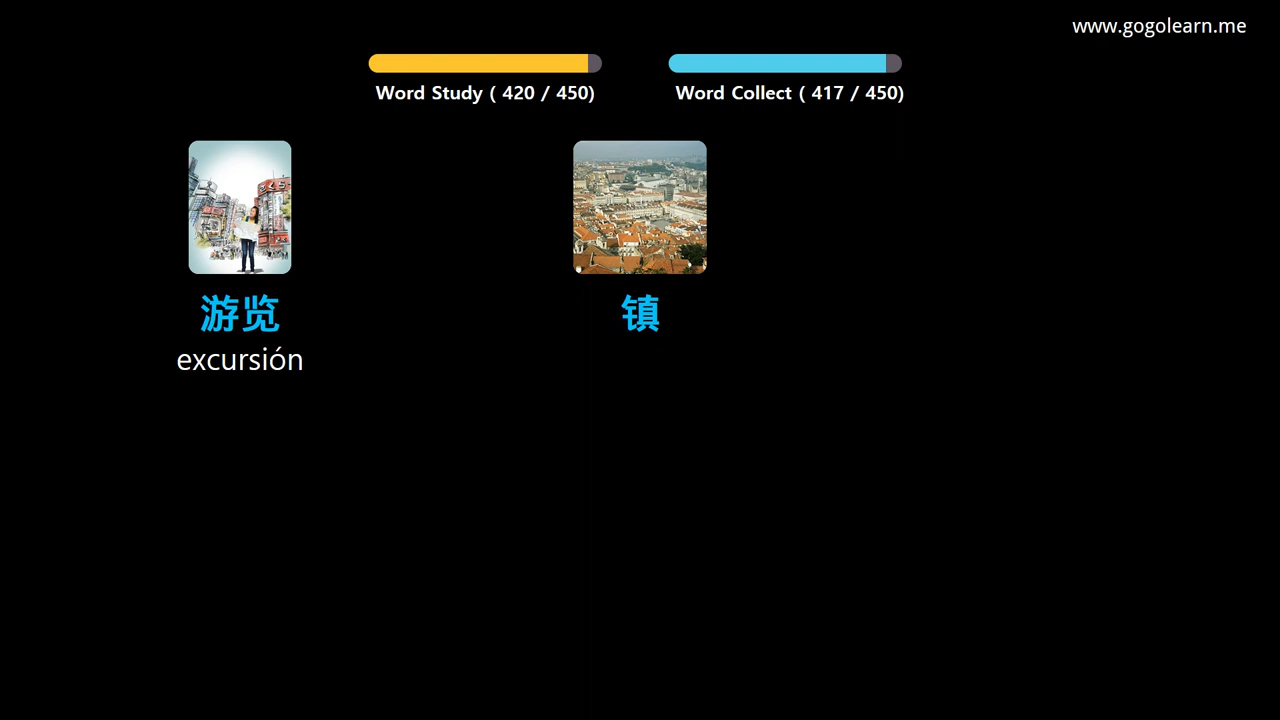 www.gogolearn.me
Word Study ( 420 / 450)
Word Collect ( 417 / 450)
游览
excursión
镇